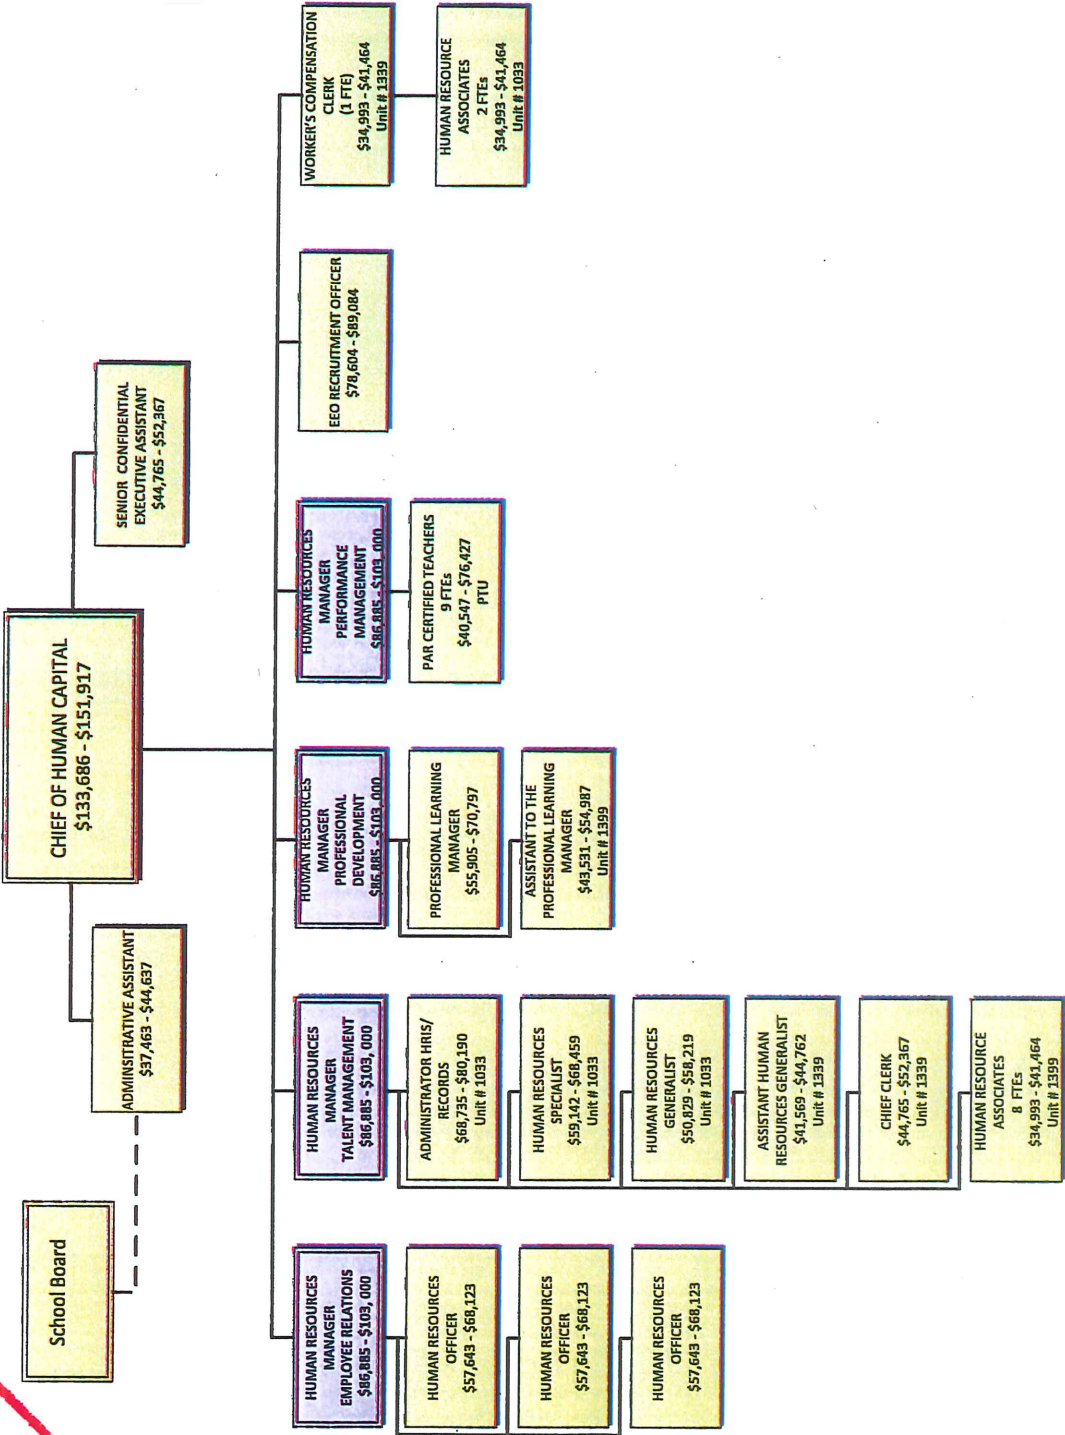 School Board
CHIEF OF HUMAN CAPITAL
$133,686 - $151,917
ADMINSITRATIVE ASSISTANT
$37,463 - $44,637
SENIOR CONFIDENTIAL
EXECUTIVE ASSISTANT
$44,765 - $52,367
HUMAN RESOURCES
MANAGER
EMPLOYEE RELATIONS
$86,885 - $103, 000
HUMAN RESOURCES
OFFICER
$57,643 - $68,123
HUMAN RESOURCES
OFFICER
$57,643 - $68,123
HUMAN RESOURCES
OFFICER
$57,643 - $68,123
HUMAN RESOURCES
MANAGER
TALENT MANAGEMENT
$86,885 - $103, 000
ADMINISTRATOR HRIS/
RECORDS
$68,735 - $80,190
Unit # 1033
HUMAN RESOURCES
SPECIALIST
$59,142 - $68,459
Unit # 1033
HUMAN RESOURCES
GENERALIST
$50,829 - $58,219
Unit # 1033
ASSISTANT HUMAN
RESOURCES GENERALIST
$41,569 - $44,762
Unit # 1339
CHIEF CLERK
$44,765 - $52,367
Unit # 1339
HUMAN RESOURCE
ASSOCIATES
8 FTEs
$34,993 - $41,464
Unit # 1399
HUMAN RESOURCES
MANAGER
PROFESSIONAL
DEVELOPMENT
$86,885 - $103, 000
PROFESSIONAL LEARNING
MANAGER
$55,905 - $70,797
ASSISTANT TO THE
PROFESSIONAL LEARNING
MANAGER
$43,531 - $54,987
Unit # 1399
HUMAN RESOURCES
MANAGER
PERFORMANCE
MANAGEMENT
$86,885 - $103, 000
PAR CERTIFIED TEACHERS
9 FTEs
$40,547 - $76,427
PTU
EEO RECRUITMENT OFFICER
$78,604 - $89,084
WORKER'S COMPENSATION
CLERK
(1 FTE)
$34,993 - $41,464
Unit # 1339
HUMAN RESOURCE
ASSOCIATES
2 FTEs
$34,993 - $41,464
Unit # 1033